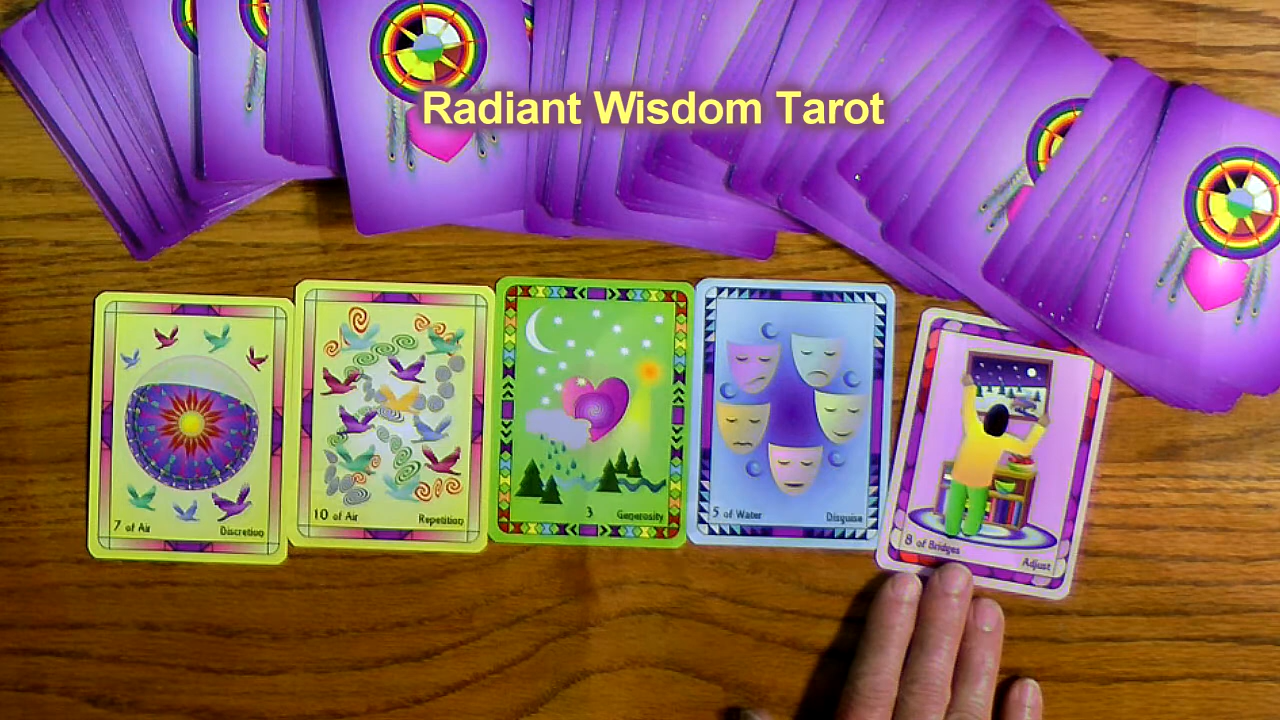 Radiant Wisdom Tarot
7 of Air
Discretion
10 of Air
Repetition
3
Generosity
5 of Water
Disguise
8 of Bridges
Adjust